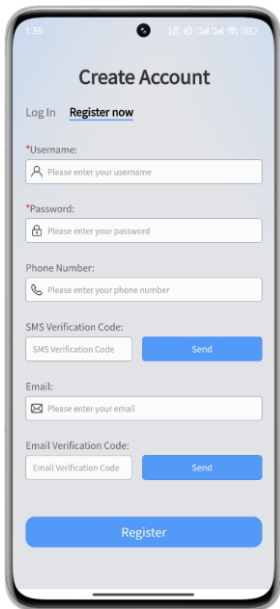 1:55
Create Account
Log In Register now
*Username:
Please enter your username
*Password:
Please enter your password
Phone Number:
Please enter your phone number
SMS Verification Code:
SMS Verification Code Send
Email:
Please enter your email
Email Verification Code:
Email Verification Code Send
Register